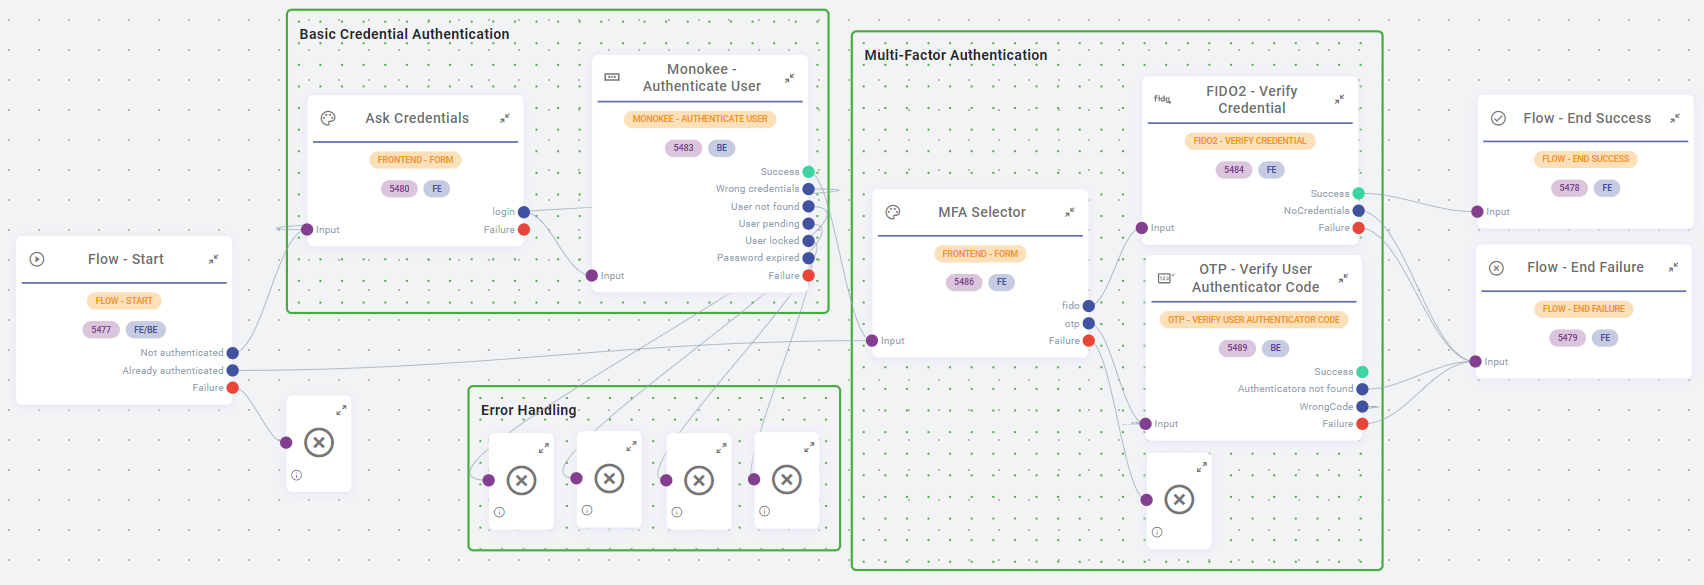 Basic Credential Authentication
Ask Credentials
FRONTEND - FORM
5480 FE
login
Input Failure
Monokee -
Authenticate User
MONOKEE - AUTHENTICATE USER
5483 BE
Success
Wrong credentials
User not found
User pending
User locked
Password expired
Input Failure
Flow - Start
FLOW - START
5477 FE/BE
Not authenticated
Already authenticated
Failure
Error Handling
Multi-Factor Authentication
MFA Selector
FRONTEND - FORM
5486 FE
fido
otp
Input Failure
fido
FIDO2 - Verify
Credential
FIDO2 - VERIFY CREDENTIAL
5484 FE
Success
NoCredentials
Input Failure
123
OTP - Verify User
Authenticator Code
OTP - VERIFY USER AUTHENTICATOR CODE
5489 BE
Success
Authenticators not found
WrongCode
Input Failure
Flow - End Success
FLOW - END SUCCESS
5478 FE
Input
Flow - End Failure
FLOW - END FAILURE
5479 FE
Input